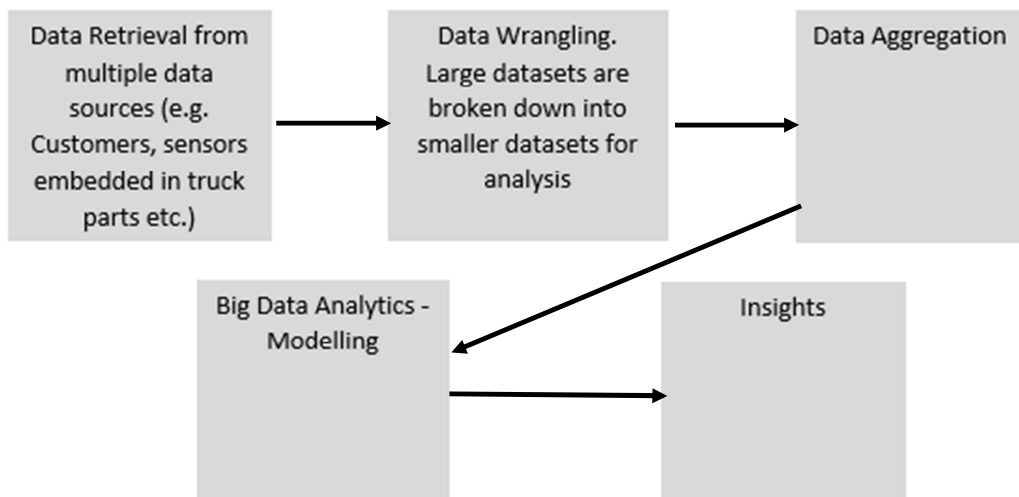 Data Retrieval from
multiple data
sources (e.g.
Customers, sensors
embedded in truck
parts etc.)
Data Wrangling.
Large datasets are
broken down into
smaller datasets for
analysis
Data Aggregation
Big Data Analytics -
Modelling
Insights